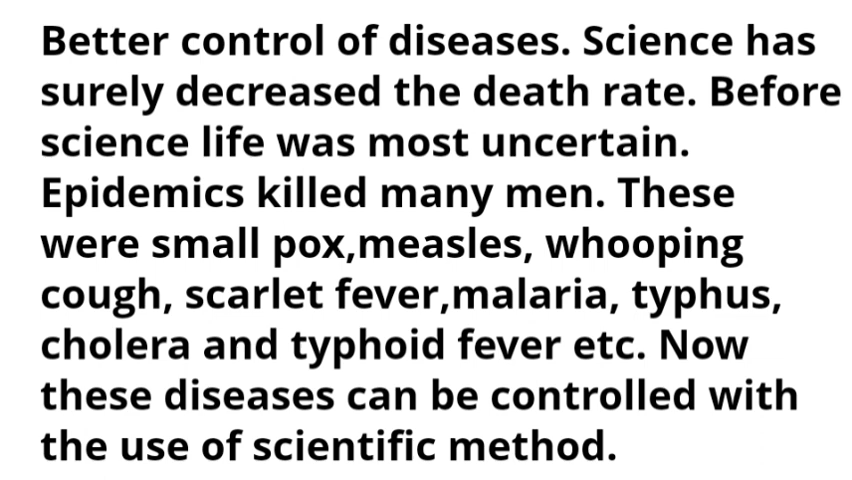 Better control of diseases. Science has
surely decreased the death rate. Before
science life was most uncertain.
Epidemics killed many men. These
were small pox,measles, whooping
cough, scarlet fever,malaria, typhus,
cholera and typhoid fever etc. Now
these diseases can be controlled with
the use of scientific method.